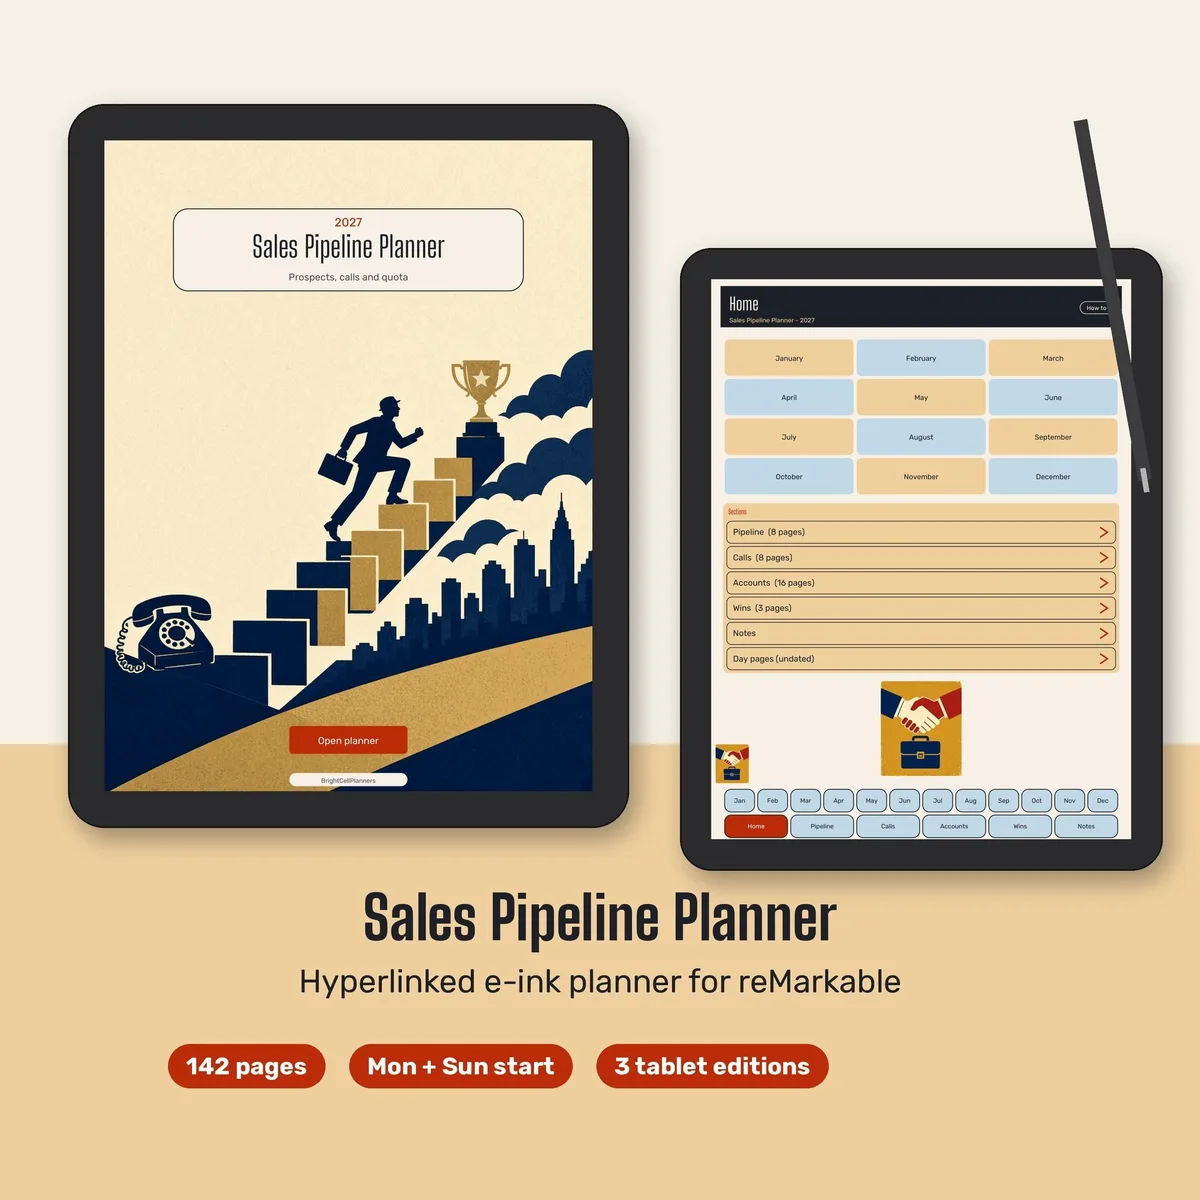 2027
Sales Pipeline Planner
Prospects, calls and quota
Open planner
BrightCellPlanners
Home
Sales Pipeline Planner - 2027
How to
January
February
March
April
May
June
July
August
September
October
November
December
Sections
Pipeline (8 pages)
Calls (8 pages)
Accounts (16 pages)
Wins (3 pages)
Notes
Day pages (undated)
Jan
Feb
Mar
Apr
May
Jun
Jul
Aug
Sep
Oct
Nov
Dec
Home
Pipeline
Calls
Accounts
Wins
Notes
Sales Pipeline Planner
Hyperlinked e-ink planner for reMarkable
142 pages
Mon + Sun start
3 tablet editions